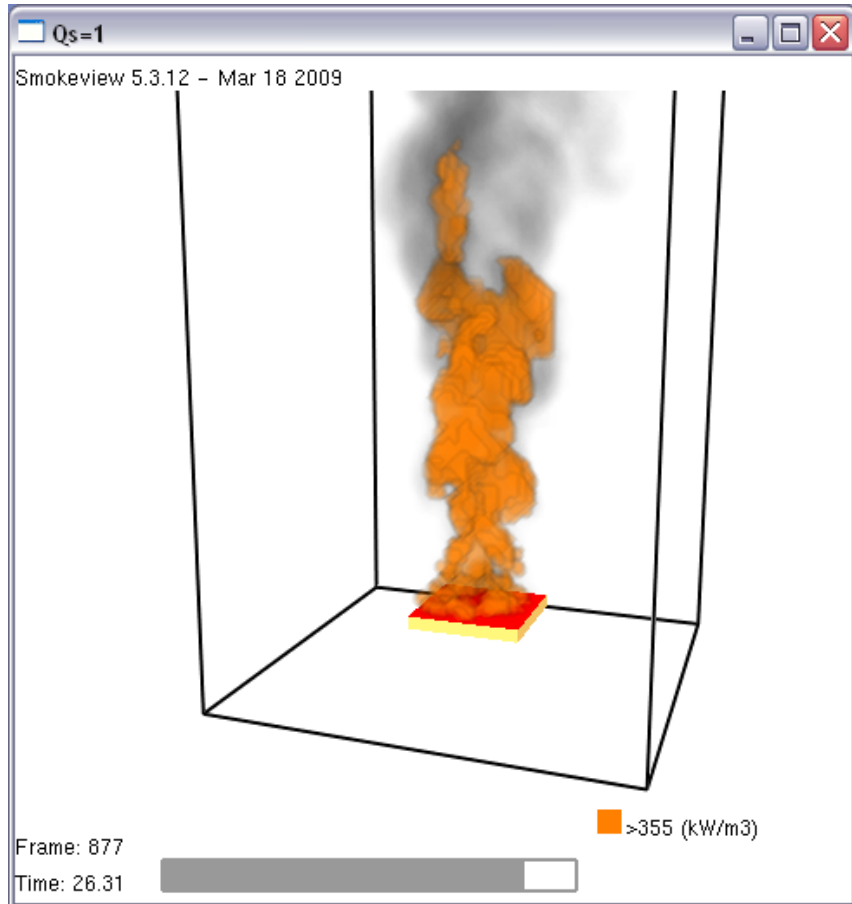 Qs=1
Smokeview 5.3.12 – Mar 18 2009
>355 (kW/m3)
Frame: 877
Time: 26.31